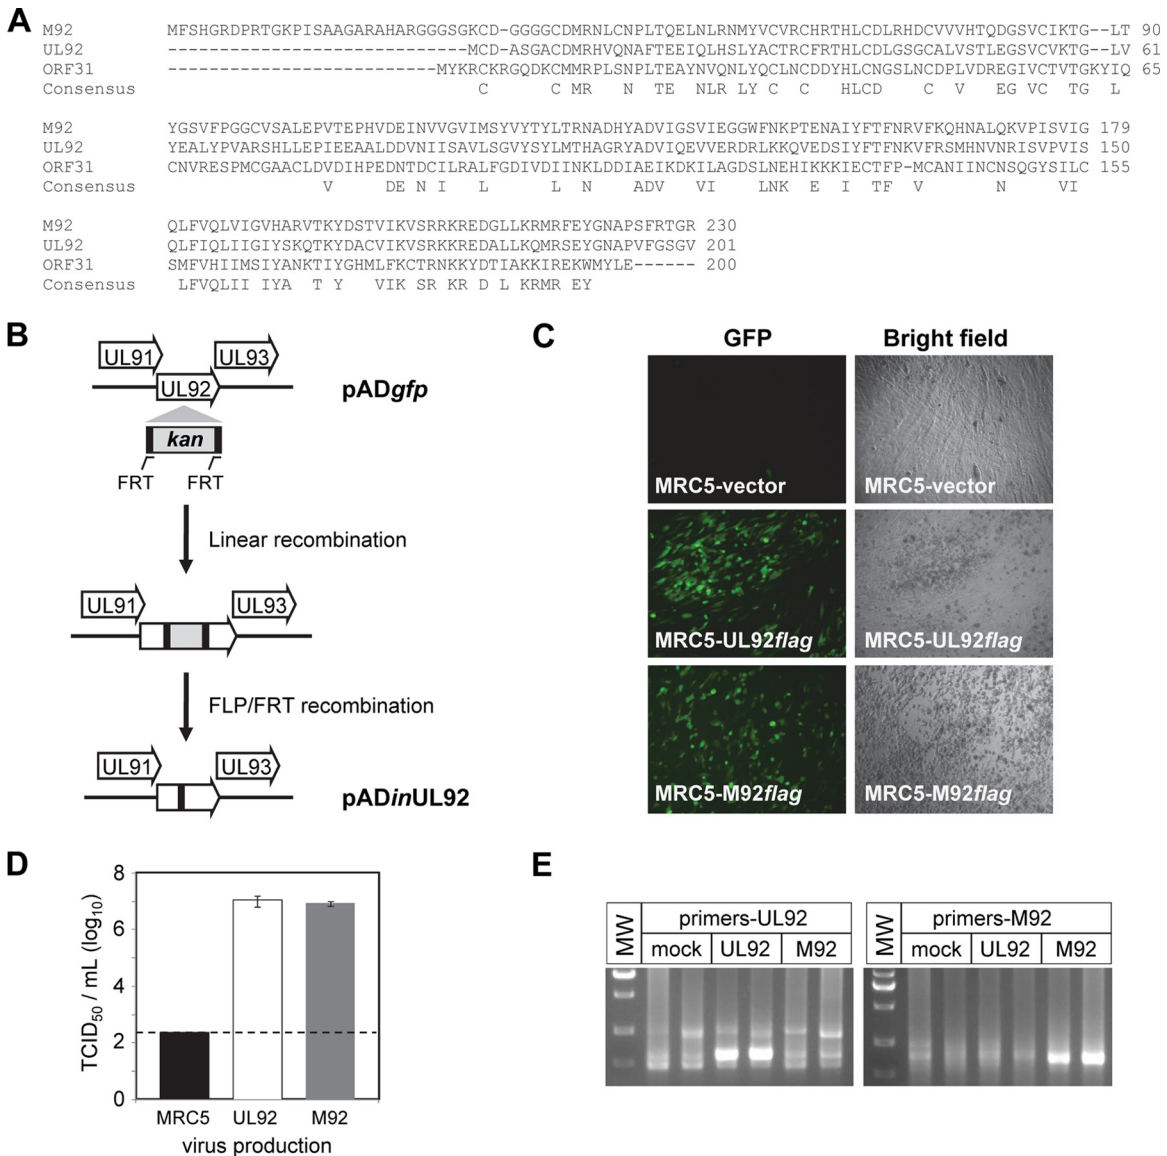 A
M92 MFSHGRDPRTGKPISAAGARAHARGGGSGKCD-GGGGCDMRNLCNPLTQELNLRNMYVCVRCHRTHLCDLRHDCVVVHTQDGSVCIKTG--LT 90
UL92 -----------------------------MCD-ASGACDMRHVQNAFTEEIQLHSLYACTRCFRTHLCDLGSGCALVSTLEGSVCVKTG--LV 61
ORF31 --------------------------MYKRCKRGQDKCMMRPLSNPLTEAYNVQNLYQCLNCDDYHLCNGSLNCDPLVDREGIVCTVTGKYIQ 65
Consensus C C MR N TE NLR LY C C HLCD C V EG VC TG L
M92 YGSVFPGGCVSALEPVTEPHVDEINVVGVIMSYVYTYLTRNADHYADVIGSVIEGGWFNKPTENAIYFTFNRVFKQHNALQKVPISVIG 179
UL92 YEALYPVARSHLLEPIEEAALDDVNIISAVLSGVYSYLMTHAGRYADVIQEVVERDRLKKQVEDSIYFTFNKVFRSMHNVNRISVPVIS 150
ORF31 CNVRESPMCGAACLDVDIHPEDNTDCILRALFGDIVDLINKLDDIAEIKDKILAGDSLNEHIKKKIECTFP-MCANIINCNSQGYSILC 155
Consensus V DE N I L L N ADV VI LNK E I TF V N VI
M92 QLFVQLVIGVHARVTKYDSTVIKVSRRKREDGLLKRMRFEYGNAPSFRTGR 230
UL92 QLFIQLIIGIYSKQTKYDACVIKVSRKKREDALLKQMRSEYGNAPVFGSGV 201
ORF31 SMFVHIIMSIYANKTIYGHMLFKCTRNKKYDTIAKKIREKWMYLE------ 200
Consensus LFVQLII IYA T Y VIK SR KR D L KRMR EY
B
UL91 UL92 UL93
pADgfp
kan
FRT FRT
Linear recombination
UL91 UL93
FLP/FRT recombination
UL91 UL93
pADinUL92
C
GFP Bright field
MRC5-vector MRC5-vector
MRC5-UL92flag MRC5-UL92flag
MRC5-M92flag MRC5-M92flag
D
TCID50 / mL (log10)
8
6
4
2
0
MRC5 UL92 M92
virus production
E
MW primers-UL92
mock UL92 M92
MW primers-M92
mock UL92 M92